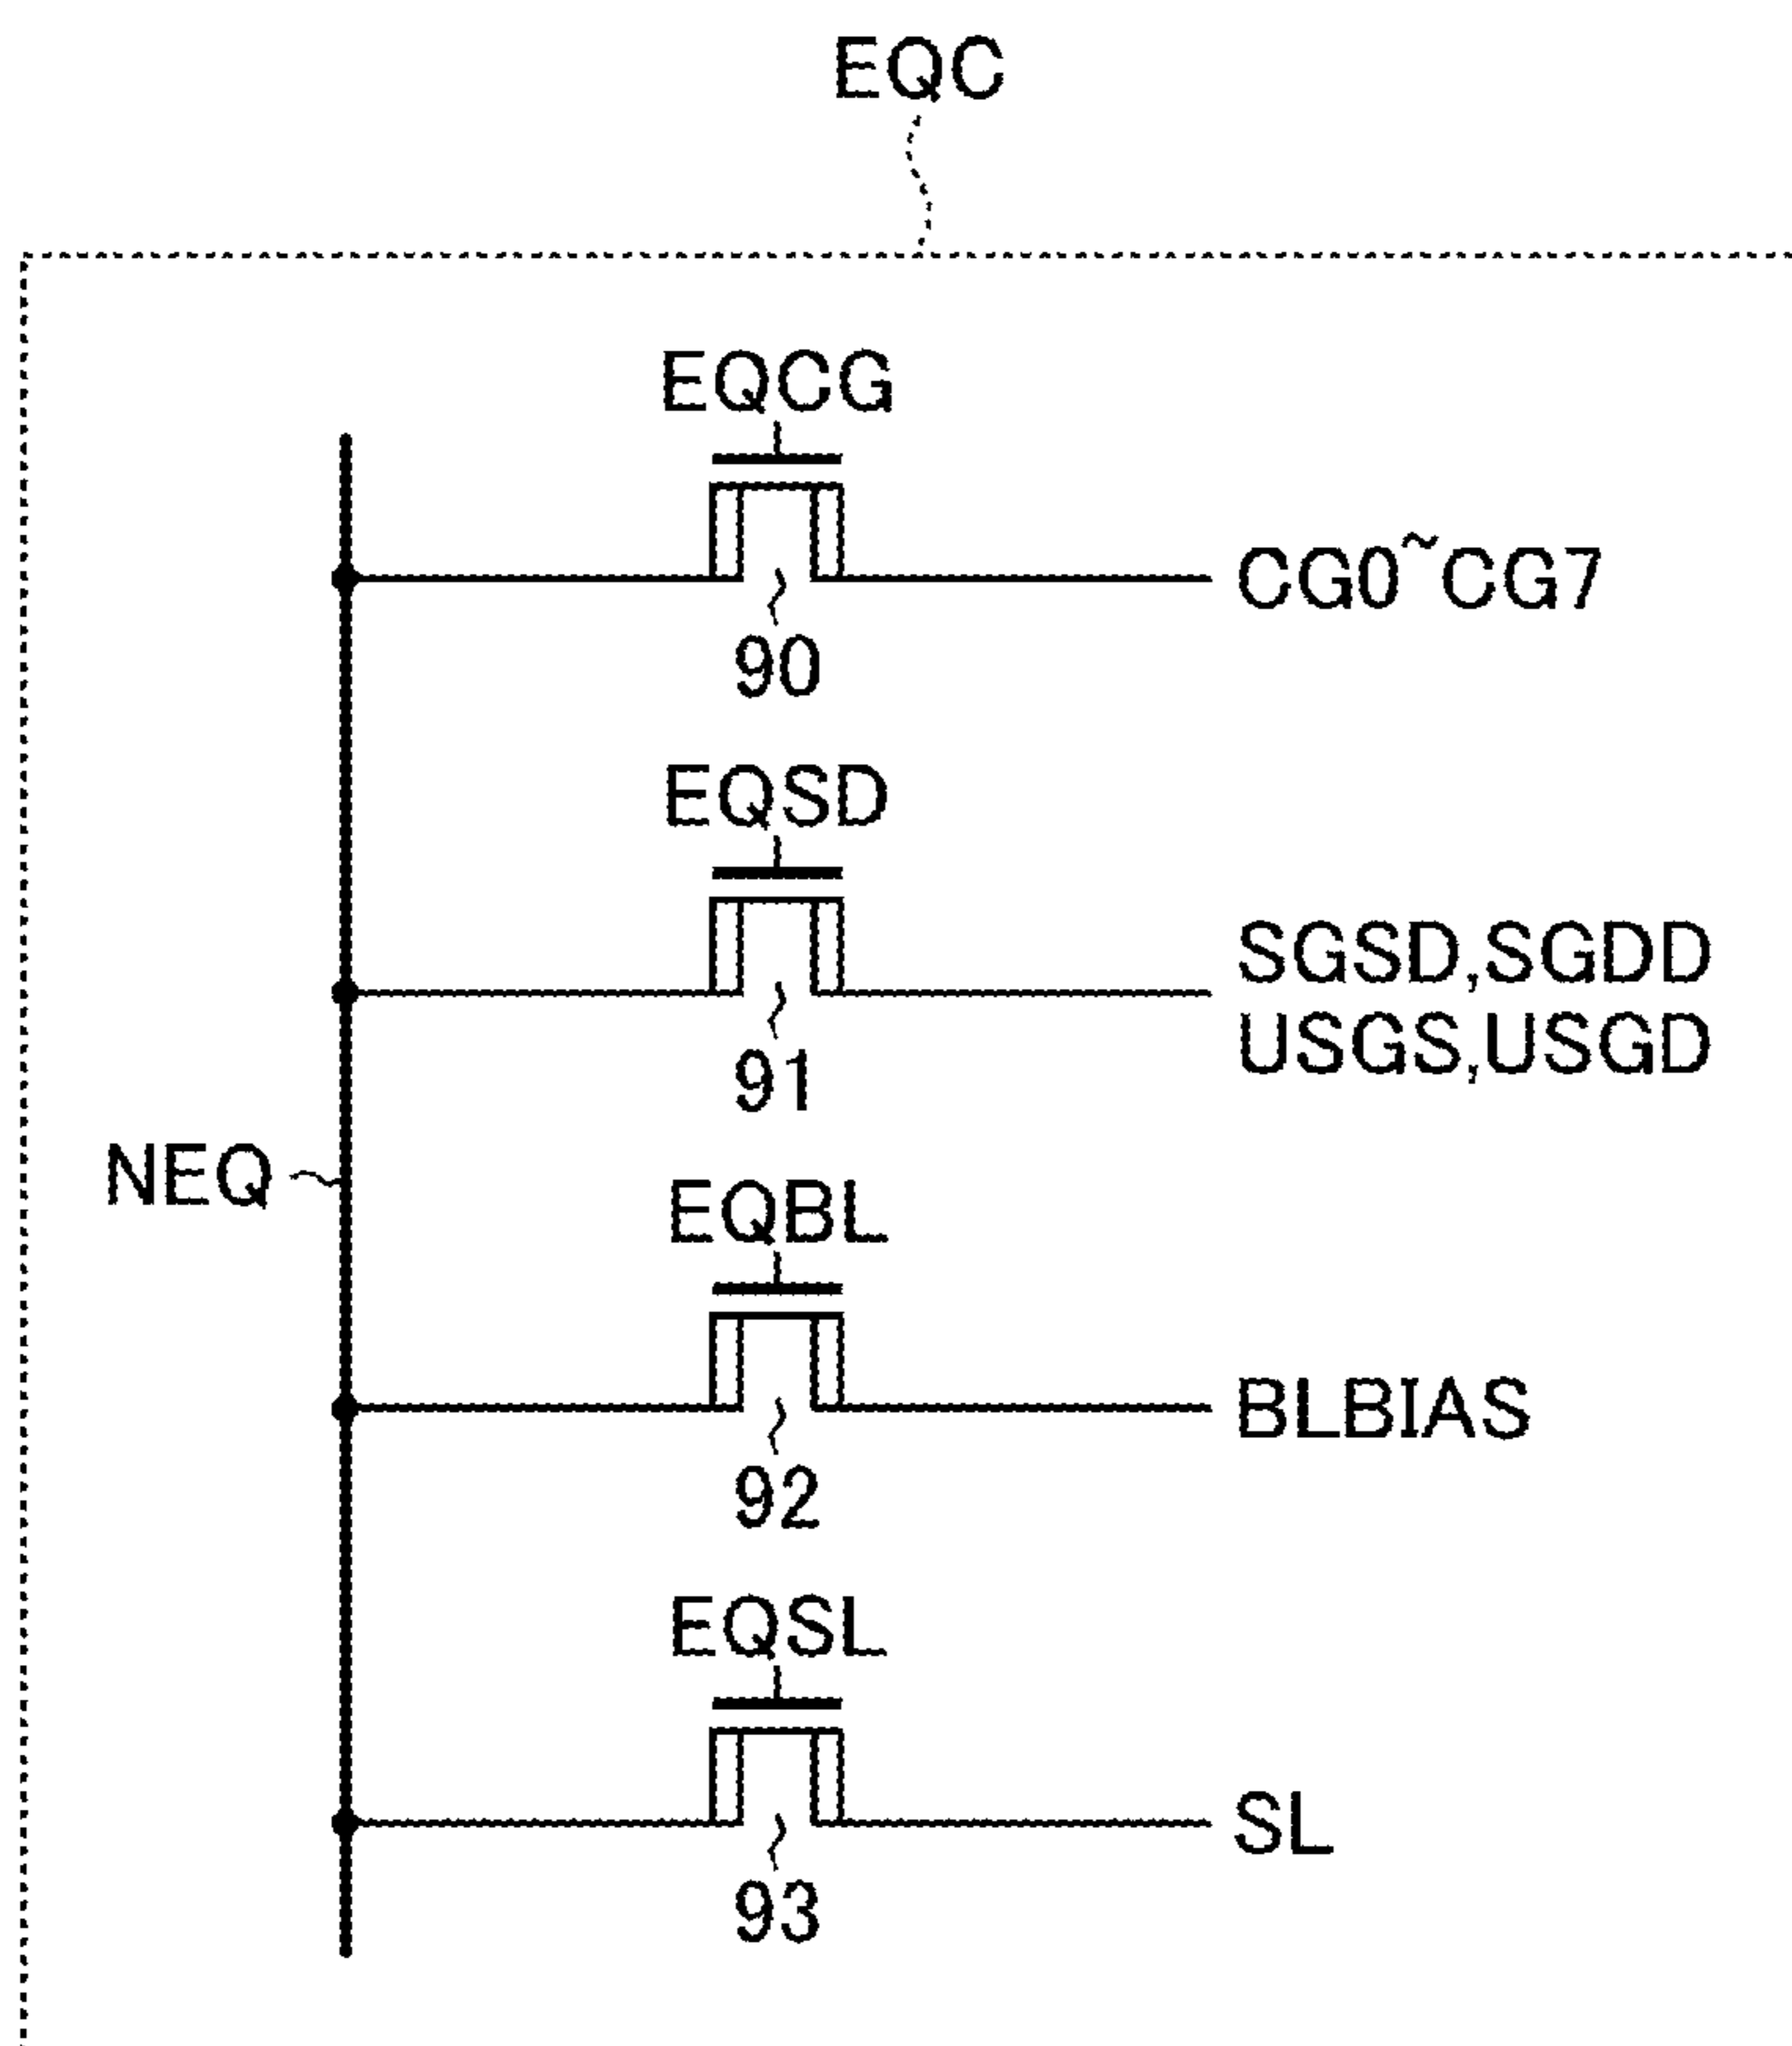 EQC
EQCG
CG0~CG7
90
EQSD
SGSD,SGDD
USGS,USGD
91
NEQ
EQBL
BLBIAS
92
EQSL
SL
93